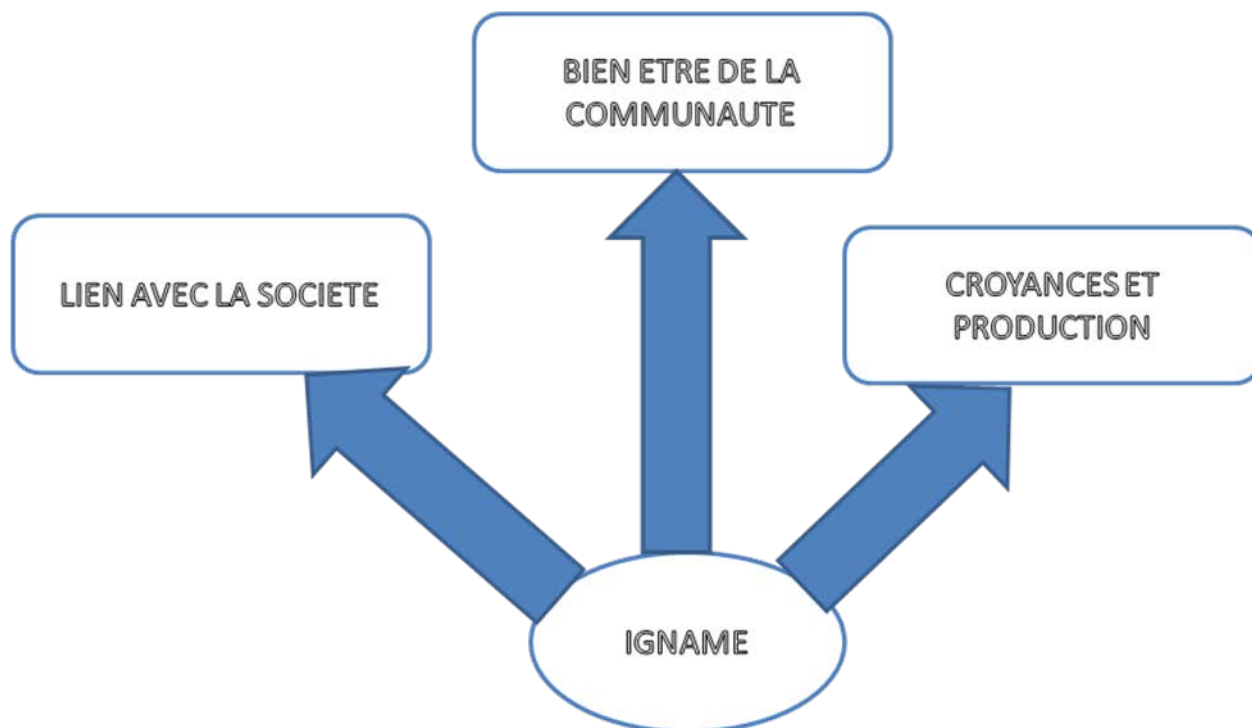 BIEN ETRE DE LA
COMMUNAUTE
LIEN AVEC LA SOCIETE
CROYANCES ET
PRODUCTION
IGNAME